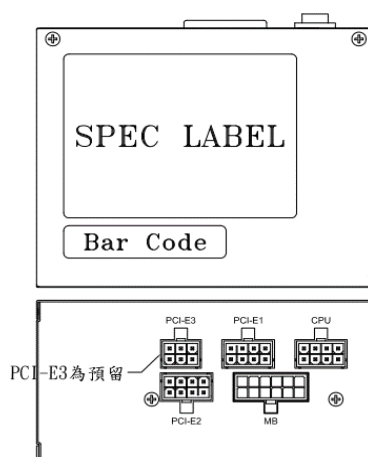 SPEC LABEL
Bar Code
PCI-E3 PCI-E1 CPU
PCI-E3為預留
PCI-E2 MB